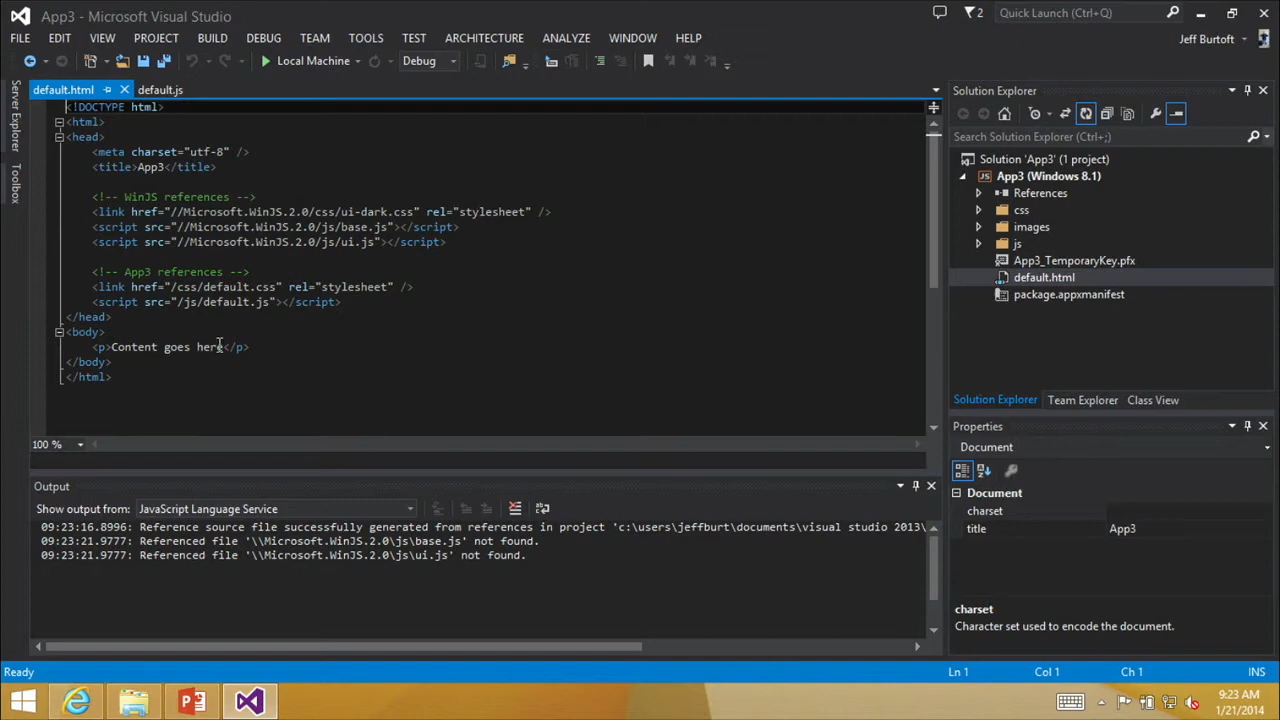 App3 - Microsoft Visual Studio
2
Quick Launch (Ctrl+Q)
FILE EDIT VIEW PROJECT BUILD DEBUG TEAM TOOLS TEST ARCHITECTURE ANALYZE WINDOW HELP
Jeff Burtoft
Local Machine
Debug
Server Explorer
Toolbox
default.html
default.js
<!DOCTYPE html>
<html>
<head>
<meta charset="utf-8" />
<title>App3</title>
<!-- WinJS references -->
<link href="//Microsoft.WinJS.2.0/css/ui-dark.css" rel="stylesheet" />
<script src="//Microsoft.WinJS.2.0/js/base.js"></script>
<script src="//Microsoft.WinJS.2.0/js/ui.js"></script>
<!-- App3 references -->
<link href="/css/default.css" rel="stylesheet" />
<script src="/js/default.js"></script>
</head>
<body>
<p>Content goes here</p>
</body>
</html>
100 %
Output
Show output from: JavaScript Language Service
09:23:16.8996: Reference source file successfully generated from references in project 'c:\users\jeffburt\documents\visual studio 2013\
09:23:21.9777: Referenced file '\\Microsoft.WinJS.2.0\js\base.js' not found.
09:23:21.9777: Referenced file '\\Microsoft.WinJS.2.0\js\ui.js' not found.
Solution Explorer
Search Solution Explorer (Ctrl+;)
Solution 'App3' (1 project)
JS App3 (Windows 8.1)
References
css
images
js
App3_TemporaryKey.pfx
default.html
package.appxmanifest
Solution Explorer Team Explorer Class View
Properties
Document
Document
charset
title App3
charset
Character set used to encode the document.
Ready
Ln 1 Col 1 Ch 1 INS
9:23 AM
1/21/2014